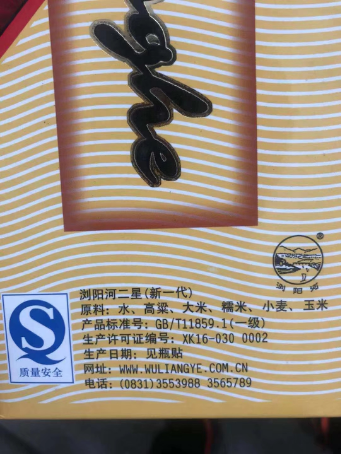 ghe
浏阳河
®
浏阳河二星(新一代)
原料：水、高粱、大米、糯米、小麦、玉米
产品标准号：GB/T11859.1(一级)
生产许可证编号：XK16-030 0002
生产日期：见瓶贴
网址：WWW.WULIANGYE.COM.CN
电话：(0831)3553988 3565789
质量安全